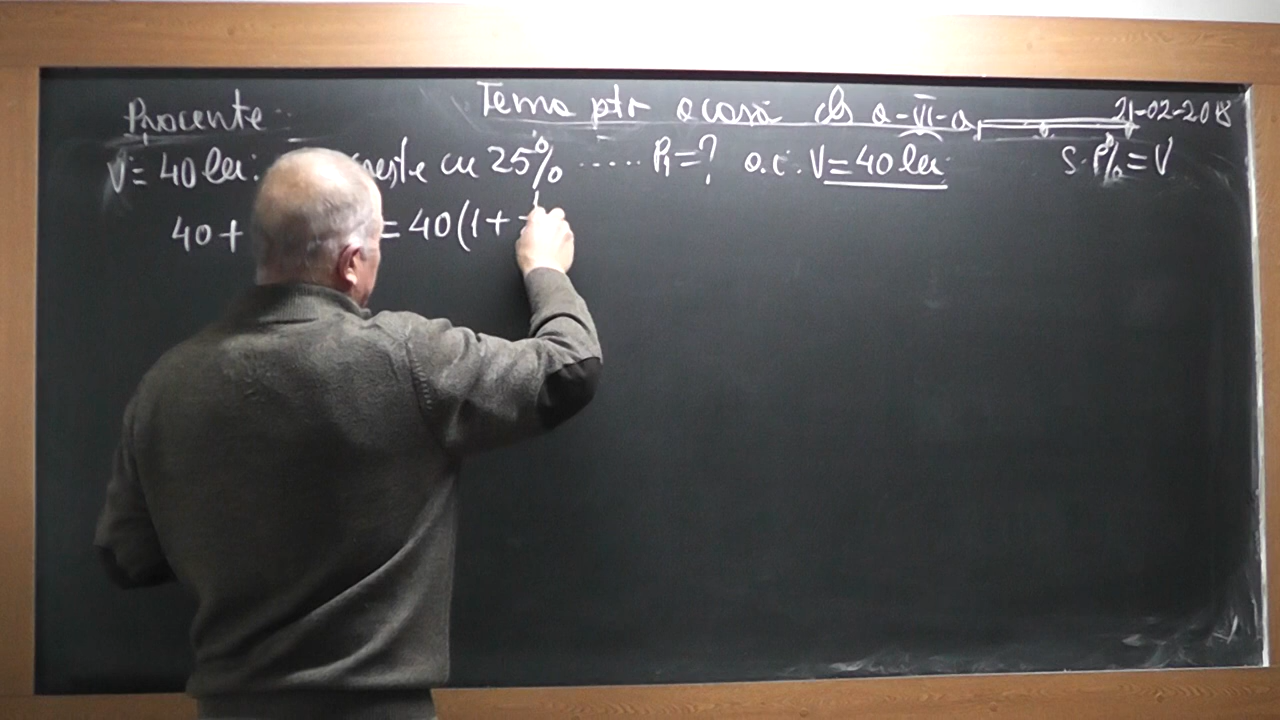 Procente Tema ptr acasă cls a-VI-a 21-02-2018
V=40 lei. este cu 25% ..... P₁=? a.î. V=40 lei S·P%=V
40+ =40(1+